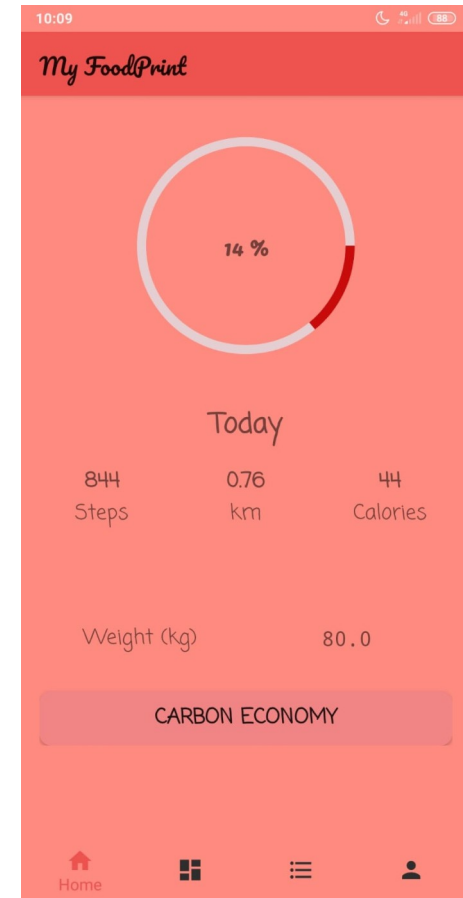 10:09 4G 88
My FoodPrint
14 %
Today
844 0.76 44
Steps km Calories
Weight (kg) 80.0
CARBON ECONOMY
Home